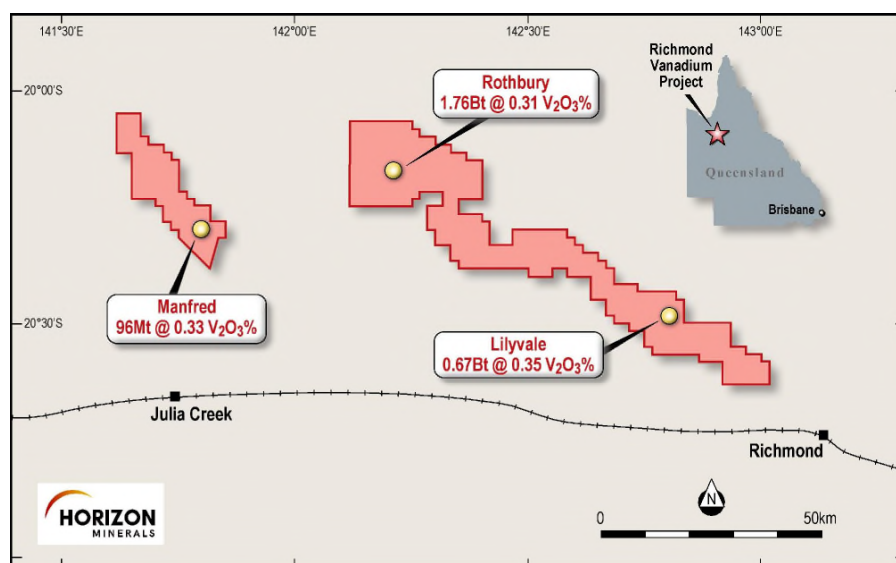 141°30'E
142°00'E
142°30'E
143°00'E
20°00'S
20°30'S
Richmond
Vanadium
Project
Queensland
Brisbane
Rothbury
1.76Bt @ 0.31 V₂O₃%
Manfred
96Mt @ 0.33 V₂O₃%
Lilyvale
0.67Bt @ 0.35 V₂O₃%
Julia Creek
Richmond
N
0
50km
HORIZON
MINERALS